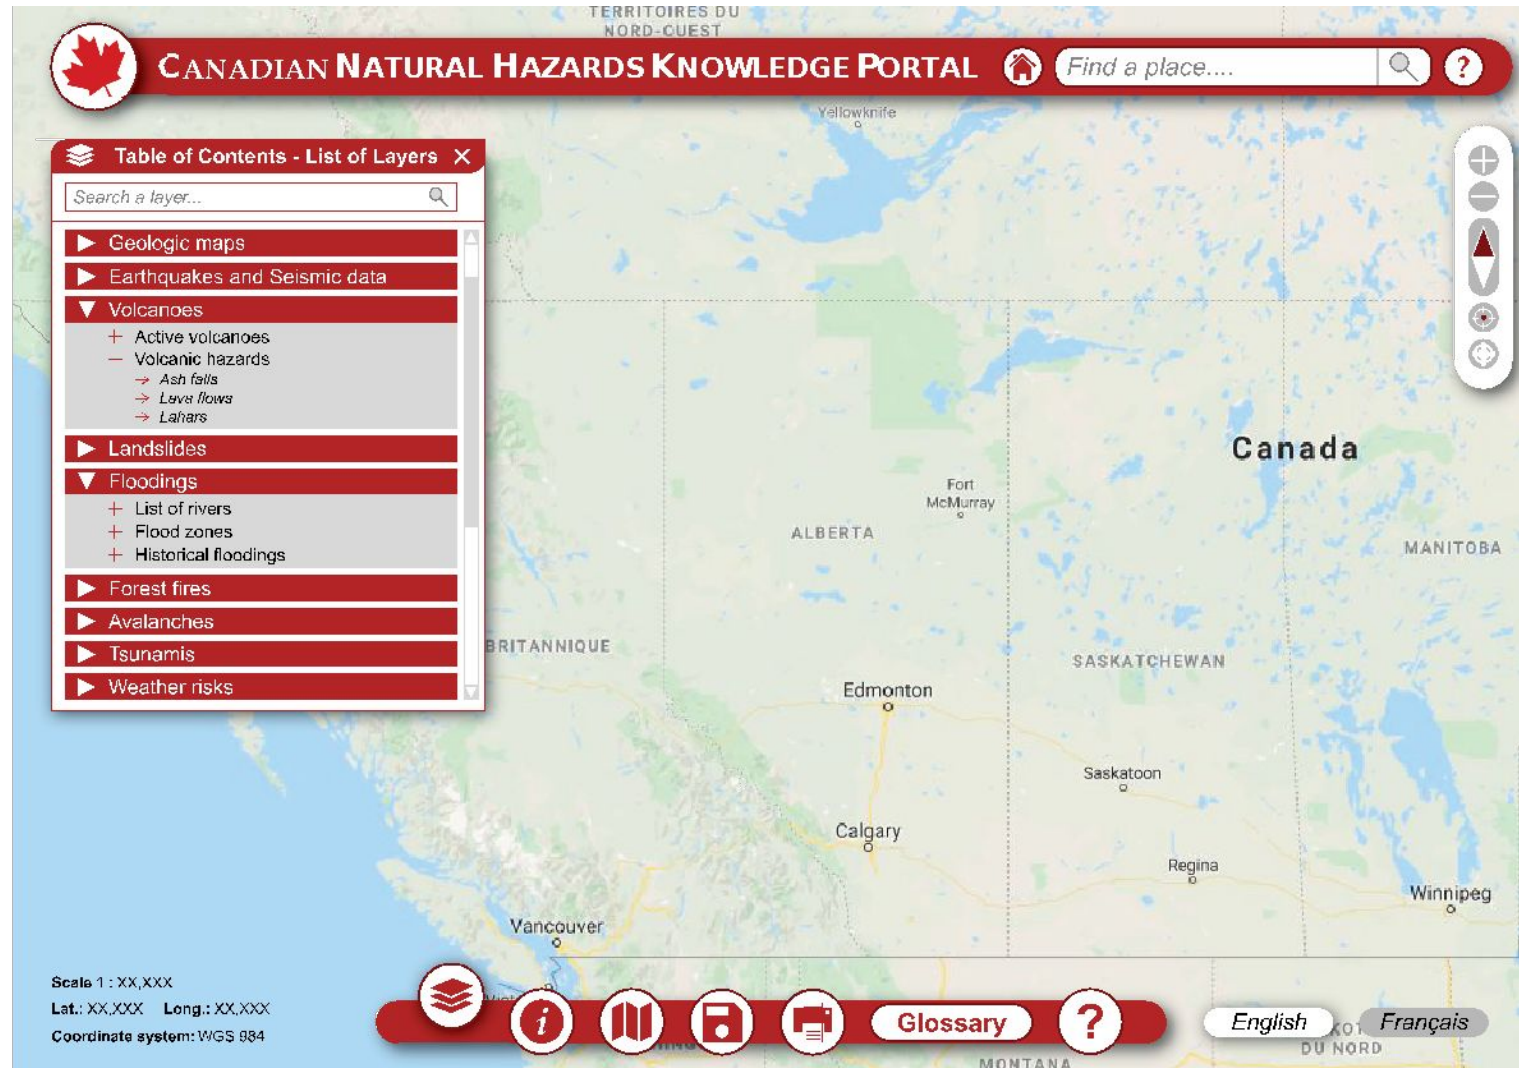 TERRITOIRES DU
NORD-OUEST
CANADIAN NATURAL HAZARDS KNOWLEDGE PORTAL
Find a place....
?
Yellowknife
Table of Contents - List of Layers
Search a layer...
Geologic maps
Earthquakes and Seismic data
Volcanoes
Active volcanoes
Volcanic hazards
Ash falls
Lava flows
Lahars
Landslides
Floodings
List of rivers
Flood zones
Historical floodings
Forest fires
Avalanches
Tsunamis
Weather risks
Canada
Fort
McMurray
ALBERTA
MANITOBA
BRITANNIQUE
SASKATCHEWAN
Edmonton
Saskatoon
Calgary
Regina
Winnipeg
Vancouver
Scale 1 : XX,XXX
Lat.: XX,XXX Long.: XX,XXX
Coordinate system: WGS 984
i
Glossary
?
English
Français
DU NORD
MONTANA